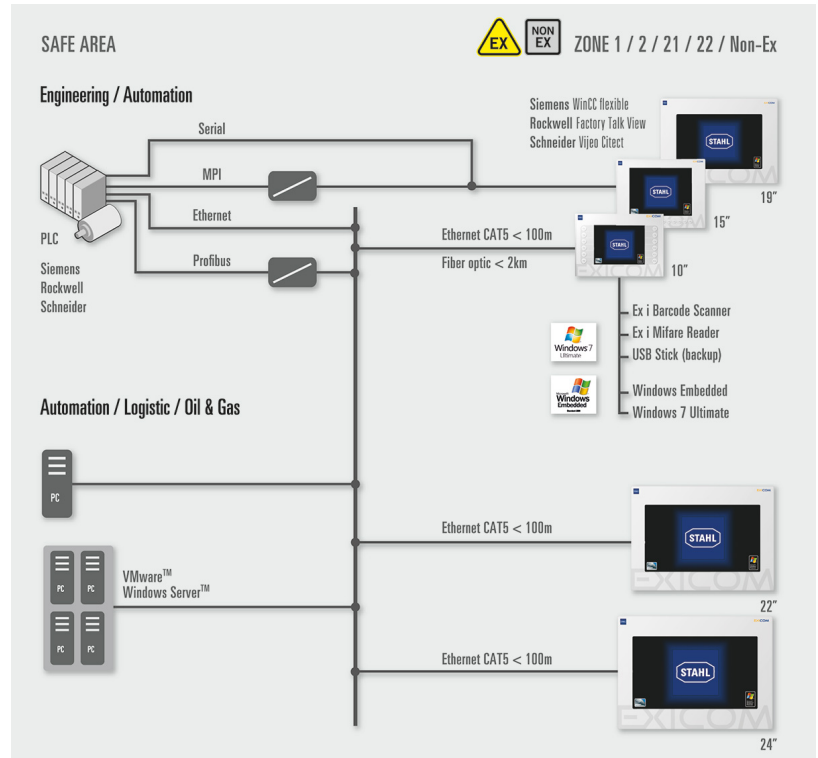 SAFE AREA
EX
NON
EX
ZONE 1 / 2 / 21 / 22 / Non-Ex
Engineering / Automation
Siemens WinCC flexible
Rockwell Factory Talk View
Schneider Vijeo Citect
Serial
STAHL
MPI
19"
STAHL
15"
Ethernet
PLC
Ethernet CAT5 < 100m
STAHL
EXICOM
Profibus
Fiber optic < 2km
10"
Siemens
Rockwell
Schneider
Ex i Barcode Scanner
Ex i Mifare Reader
USB Stick (backup)
Windows 7
Ultimate
Windows Embedded
Windows 7 Ultimate
Windows
Embedded
Automation / Logistic / Oil & Gas
PC
Ethernet CAT5 < 100m
STAHL
EXICOM
22"
PC PC
PC PC
VMware™
Windows Server™
Ethernet CAT5 < 100m
STAHL
EXICOM
24"